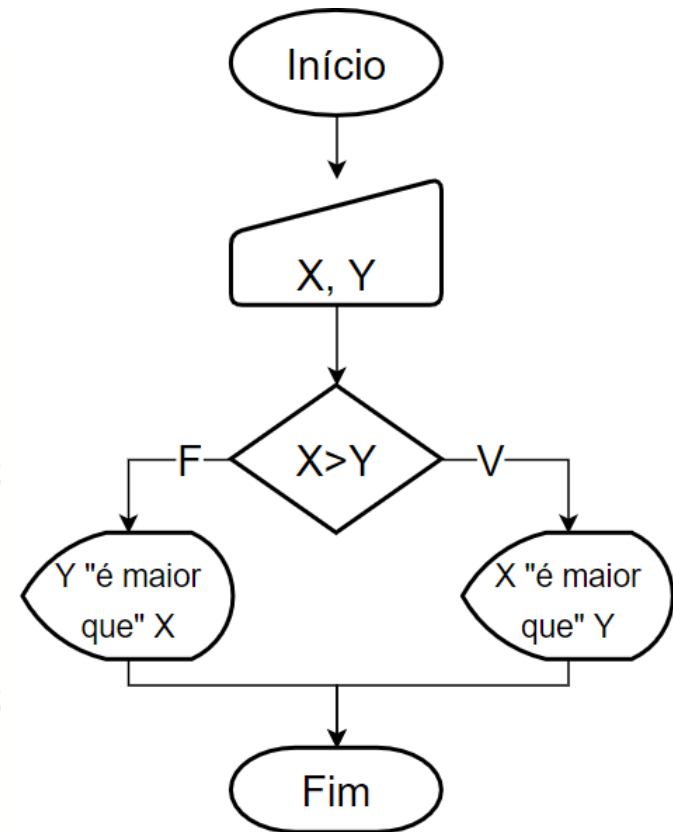 Início
X, Y
F
X>Y
V
Y "é maior
que" X
X "é maior
que" Y
Fim